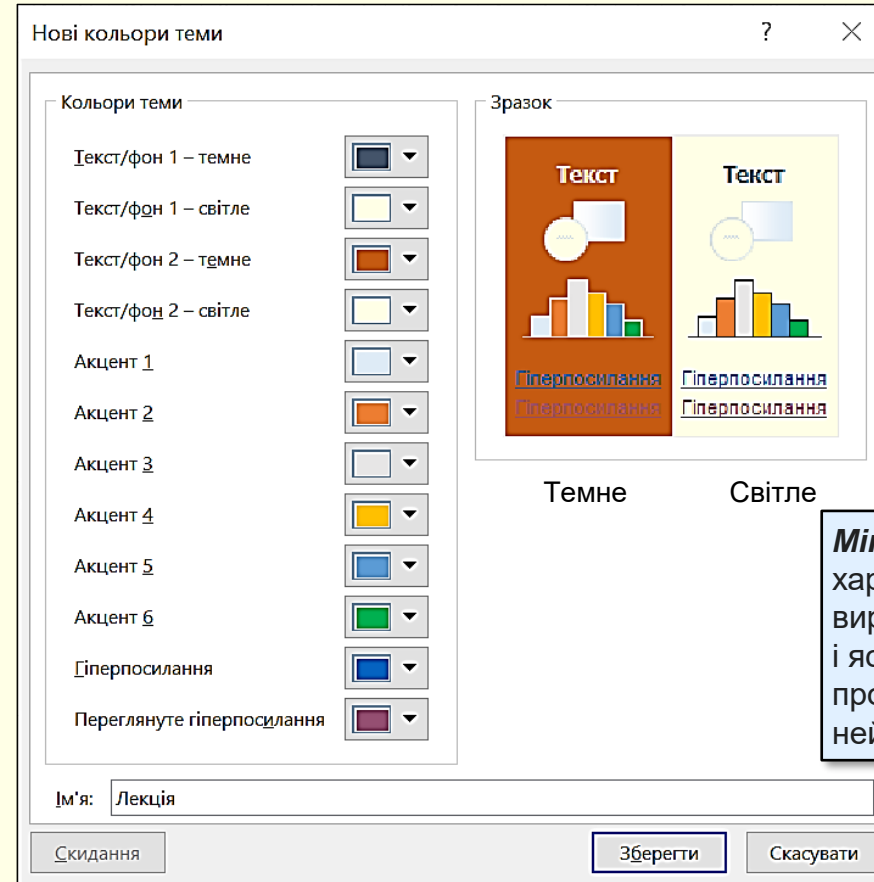 Нові кольори теми ?
Кольори теми
Текст/фон 1 – темне
Текст/фон 1 – світле
Текст/фон 2 – темне
Текст/фон 2 – світле
Акцент 1
Акцент 2
Акцент 3
Акцент 4
Акцент 5
Акцент 6
Гіперпосилання
Переглянуте гіперпосилання
Зразок
Текст Текст
Гіперпосилання Гіперпосилання
Гіперпосилання Гіперпосилання
Темне Світле
Ім'я: Лекція
Скидання Зберегти Скасувати